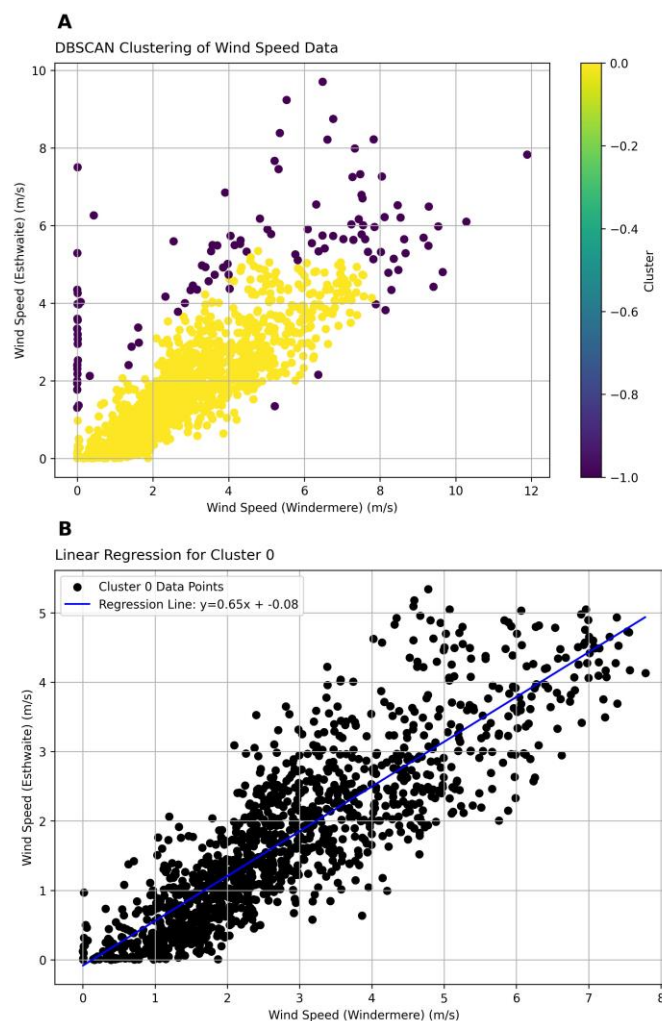 A
DBSCAN Clustering of Wind Speed Data
10
8
6
4
2
0
Wind Speed (Esthwaite) (m/s)
0 2 4 6 8 10 12
Wind Speed (Windermere) (m/s)
0.0
−0.2
−0.4
−0.6
−0.8
−1.0
Cluster
B
Linear Regression for Cluster 0
Cluster 0 Data Points
Regression Line: y=0.65x + -0.08
5
4
3
2
1
0
Wind Speed (Esthwaite) (m/s)
0 1 2 3 4 5 6 7 8
Wind Speed (Windermere) (m/s)